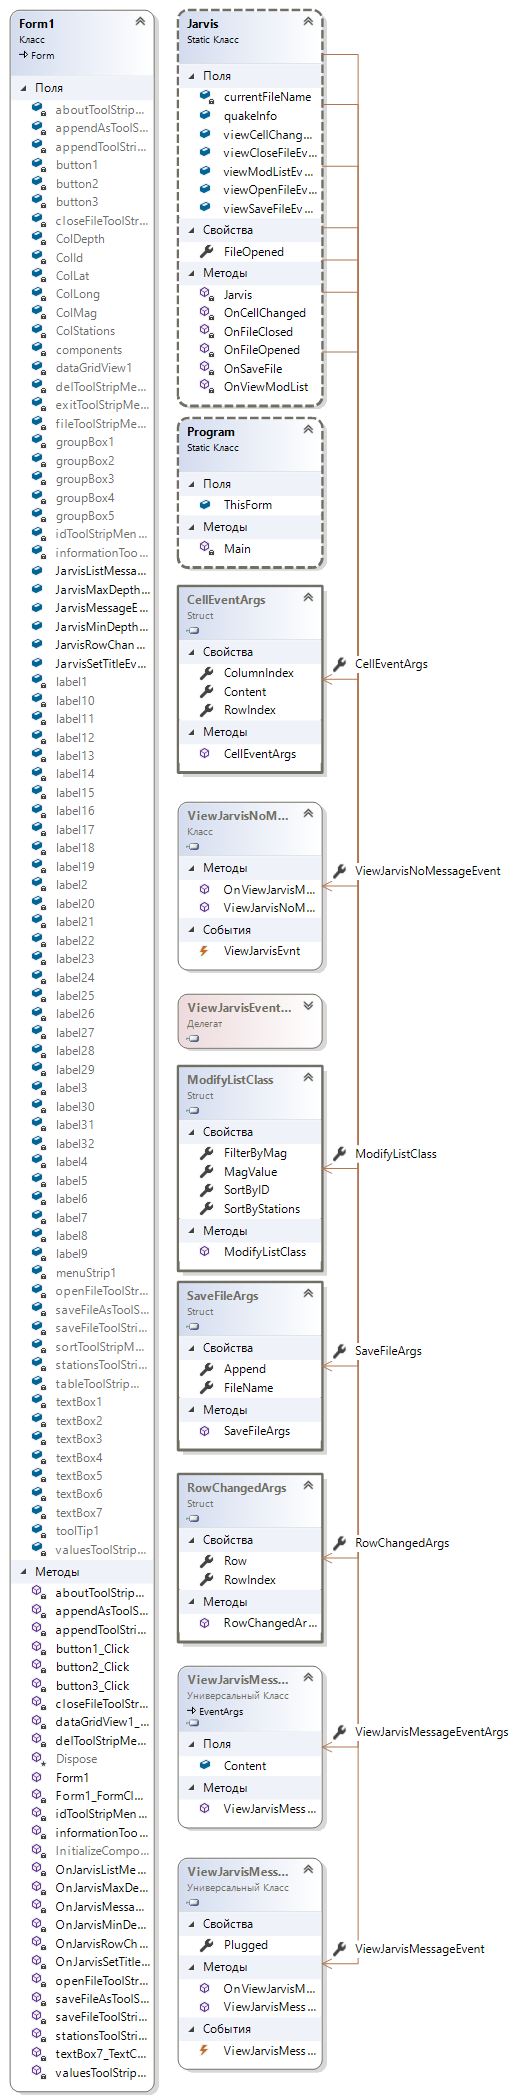 Form1
Класс
Form
Поля
aboutToolStrip...
appendAsToolS...
appendToolStri...
button1
button2
button3
closeFileToolStr...
ColDepth
ColId
ColLat
ColLong
ColMag
ColStations
components
dataGridView1
delToolStripMe...
exitToolStripMe...
fileToolStripMe...
groupBox1
groupBox2
groupBox3
groupBox4
groupBox5
idToolStripMen...
informationToo...
JarvisListMessa...
JarvisMaxDepth...
JarvisMessageE...
JarvisMinDepth...
JarvisRowChan...
JarvisSetTitleEv...
label1
label10
label11
label12
label13
label14
label15
label16
label17
label18
label19
label2
label20
label21
label22
label23
label24
label25
label26
label27
label28
label29
label3
label30
label31
label32
label4
label5
label6
label7
label8
label9
menuStrip1
openFileToolStr...
saveFileAsToolS...
saveFileToolStri...
sortToolStripM...
stationsToolStri...
tableToolStrip...
textBox1
textBox2
textBox3
textBox4
textBox5
textBox6
textBox7
toolTip1
valuesToolStrip...
Методы
aboutToolStrip...
appendAsToolS...
appendToolStri...
button1_Click
button2_Click
button3_Click
closeFileToolStr...
dataGridView1_...
delToolStripMe...
Dispose
Form1
Form1_FormCl...
idToolStripMen...
informationToo...
InitializeCompo...
OnJarvisListMe...
OnJarvisMaxDe...
OnJarvisMessa...
OnJarvisMinDe...
OnJarvisRowCh...
OnJarvisSetTitle...
openFileToolStr...
saveFileAsToolS...
saveFileToolStri...
stationsToolStri...
textBox7_TextC...
valuesToolStrip...
Jarvis
Static Класс
Поля
currentFileName
quakeInfo
viewCellChang...
viewCloseFileEv...
viewModListEv...
viewOpenFileEv...
viewSaveFileEv...
Свойства
FileOpened
Методы
Jarvis
OnCellChanged
OnFileClosed
OnFileOpened
OnSaveFile
OnViewModList
Program
Static Класс
Поля
ThisForm
Методы
Main
CellEventArgs
Struct
Свойства
ColumnIndex
Content
RowIndex
Методы
CellEventArgs
CellEventArgs
ViewJarvisNoM...
Класс
Методы
OnViewJarvisM...
ViewJarvisNoM...
События
ViewJarvisEvnt
ViewJarvisNoMessageEvent
ViewJarvisEvent...
Делегат
ModifyListClass
Struct
Свойства
FilterByMag
MagValue
SortByID
SortByStations
Методы
ModifyListClass
ModifyListClass
SaveFileArgs
Struct
Свойства
Append
FileName
Методы
SaveFileArgs
SaveFileArgs
RowChangedArgs
Struct
Свойства
Row
RowIndex
Методы
RowChangedAr...
RowChangedArgs
ViewJarvisMess...
Универсальный Класс
EventArgs
Поля
Content
Методы
ViewJarvisMess...
ViewJarvisMessageEventArgs
ViewJarvisMess...
Универсальный Класс
Свойства
Plugged
Методы
OnViewJarvisM...
ViewJarvisMess...
События
ViewJarvisMess...
ViewJarvisMessageEvent